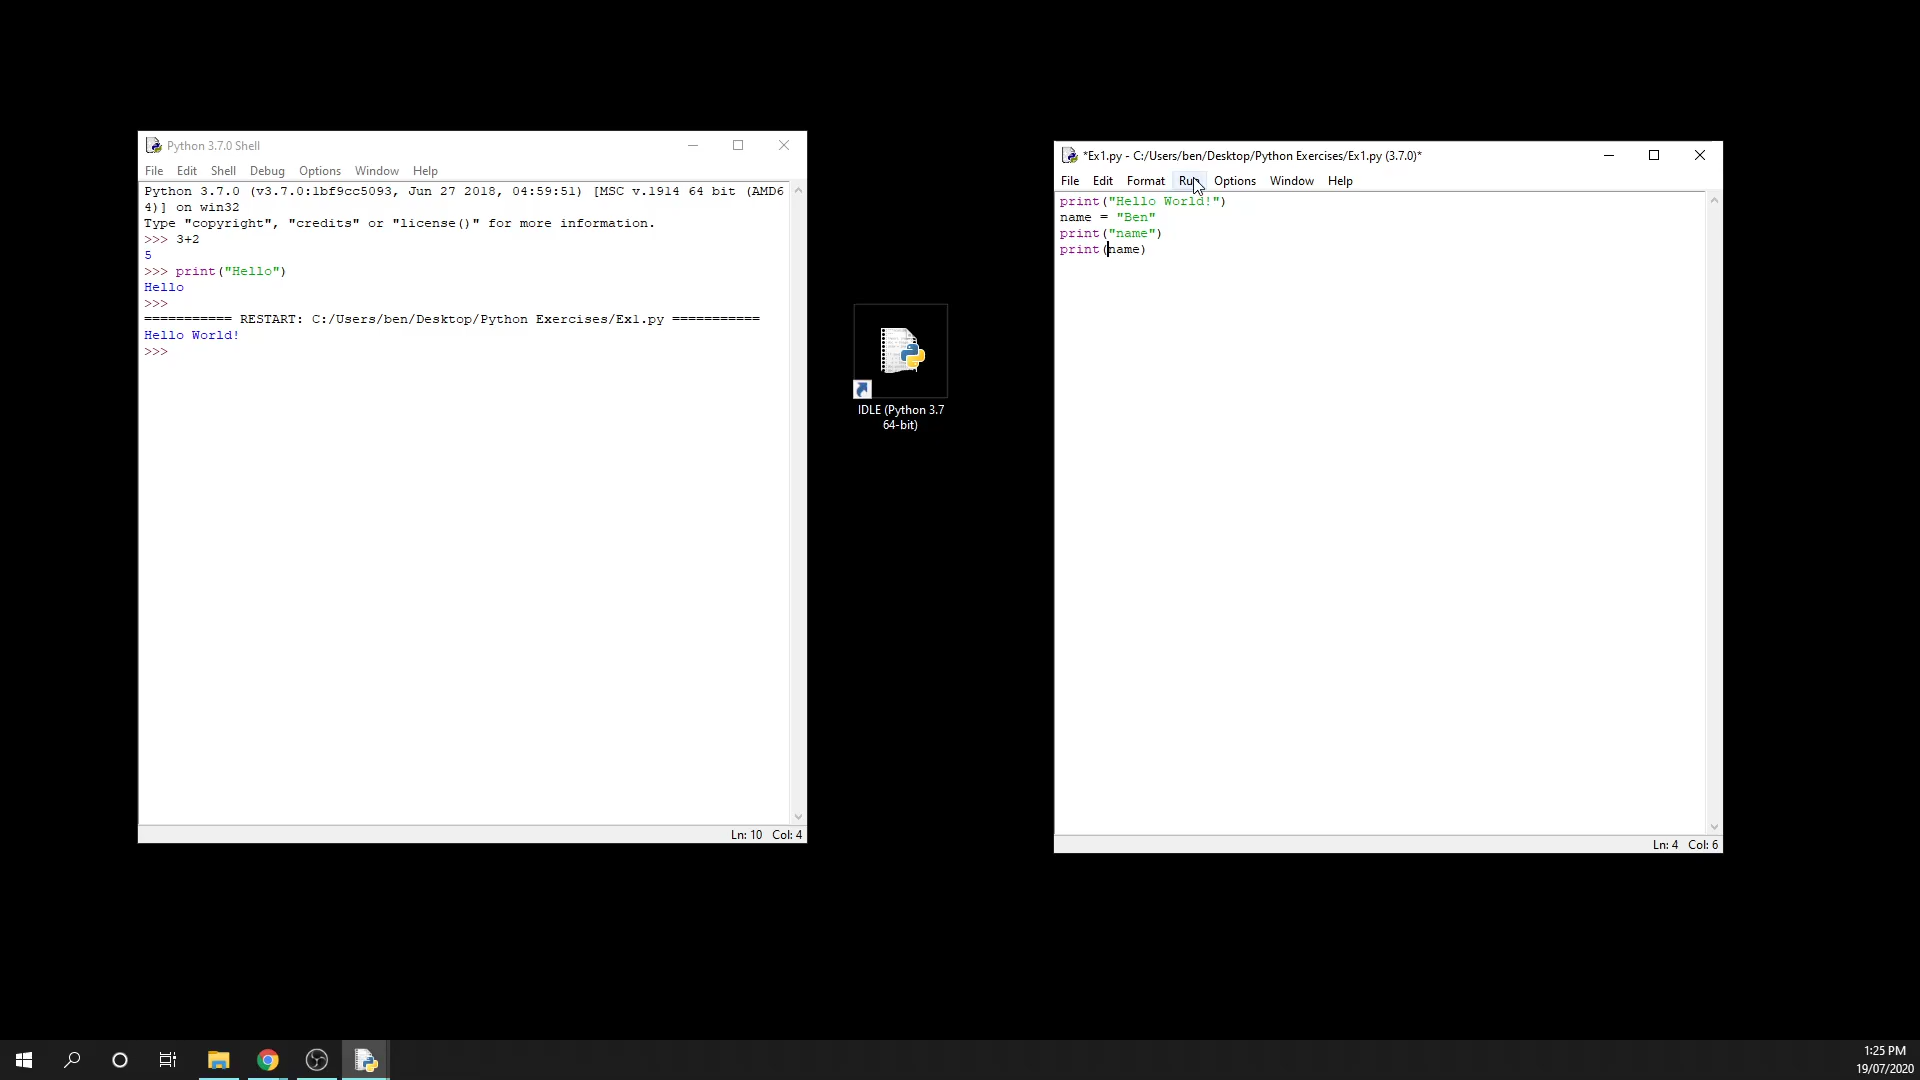 Python 3.7.0 Shell
File Edit Shell Debug Options Window Help
Python 3.7.0 (v3.7.0:1bf9cc5093, Jun 27 2018, 04:59:51) [MSC v.1914 64 bit (AMD6
4)] on win32
Type "copyright", "credits" or "license()" for more information.
>>> 3+2
5
>>> print("Hello")
Hello
>>>
=========== RESTART: C:/Users/ben/Desktop/Python Exercises/Ex1.py ===========
Hello World!
>>>
Ln: 10 Col: 4
IDLE (Python 3.7
64-bit)
*Ex1.py - C:/Users/ben/Desktop/Python Exercises/Ex1.py (3.7.0)*
File Edit Format Run Options Window Help
print("Hello World!")
name = "Ben"
print("name")
print(name)
Ln: 4 Col: 6
1:25 PM
19/07/2020